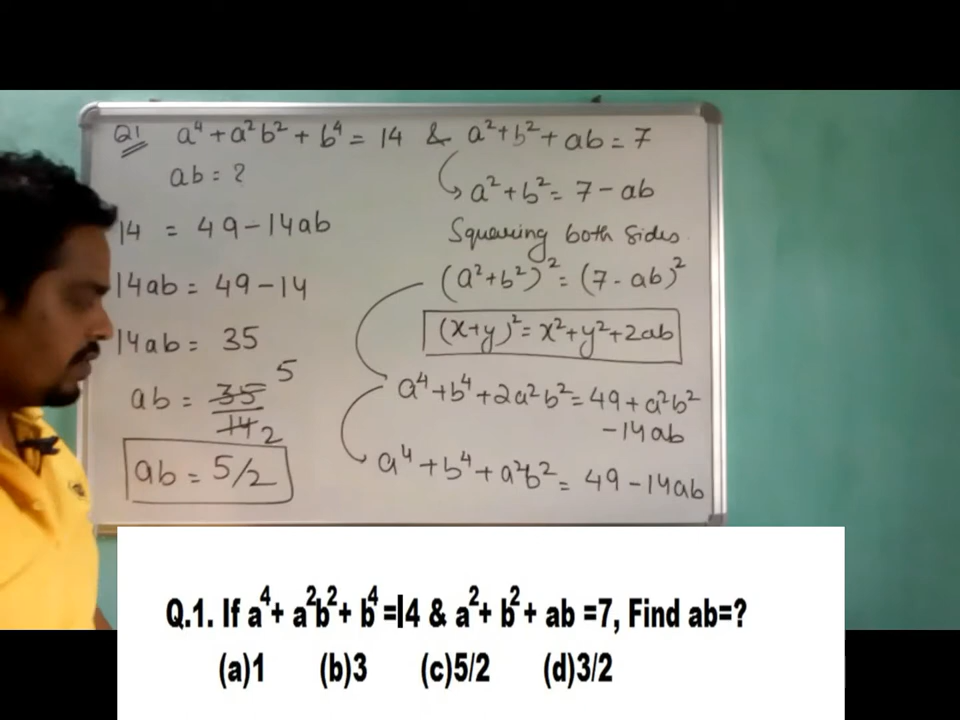 Q1 a⁴ + a²b² + b⁴ = 14 & a² + b² + ab = 7
ab = ?
14 = 49 - 14ab
14ab = 49 - 14
14ab = 35
ab = 35/14 5 2
ab = 5/2
a² + b² = 7 - ab
Squaring both sides.
(a² + b²)² = (7 - ab)²
(x+y)² = x² + y² + 2ab
a⁴ + b⁴ + 2a²b² = 49 + a²b²
- 14ab
a⁴ + b⁴ + a²b² = 49 - 14ab
Q.1. If a⁴+ a²b²+ b⁴ =14 & a²+ b²+ ab =7, Find ab=?
(a)1 (b)3 (c)5/2 (d)3/2